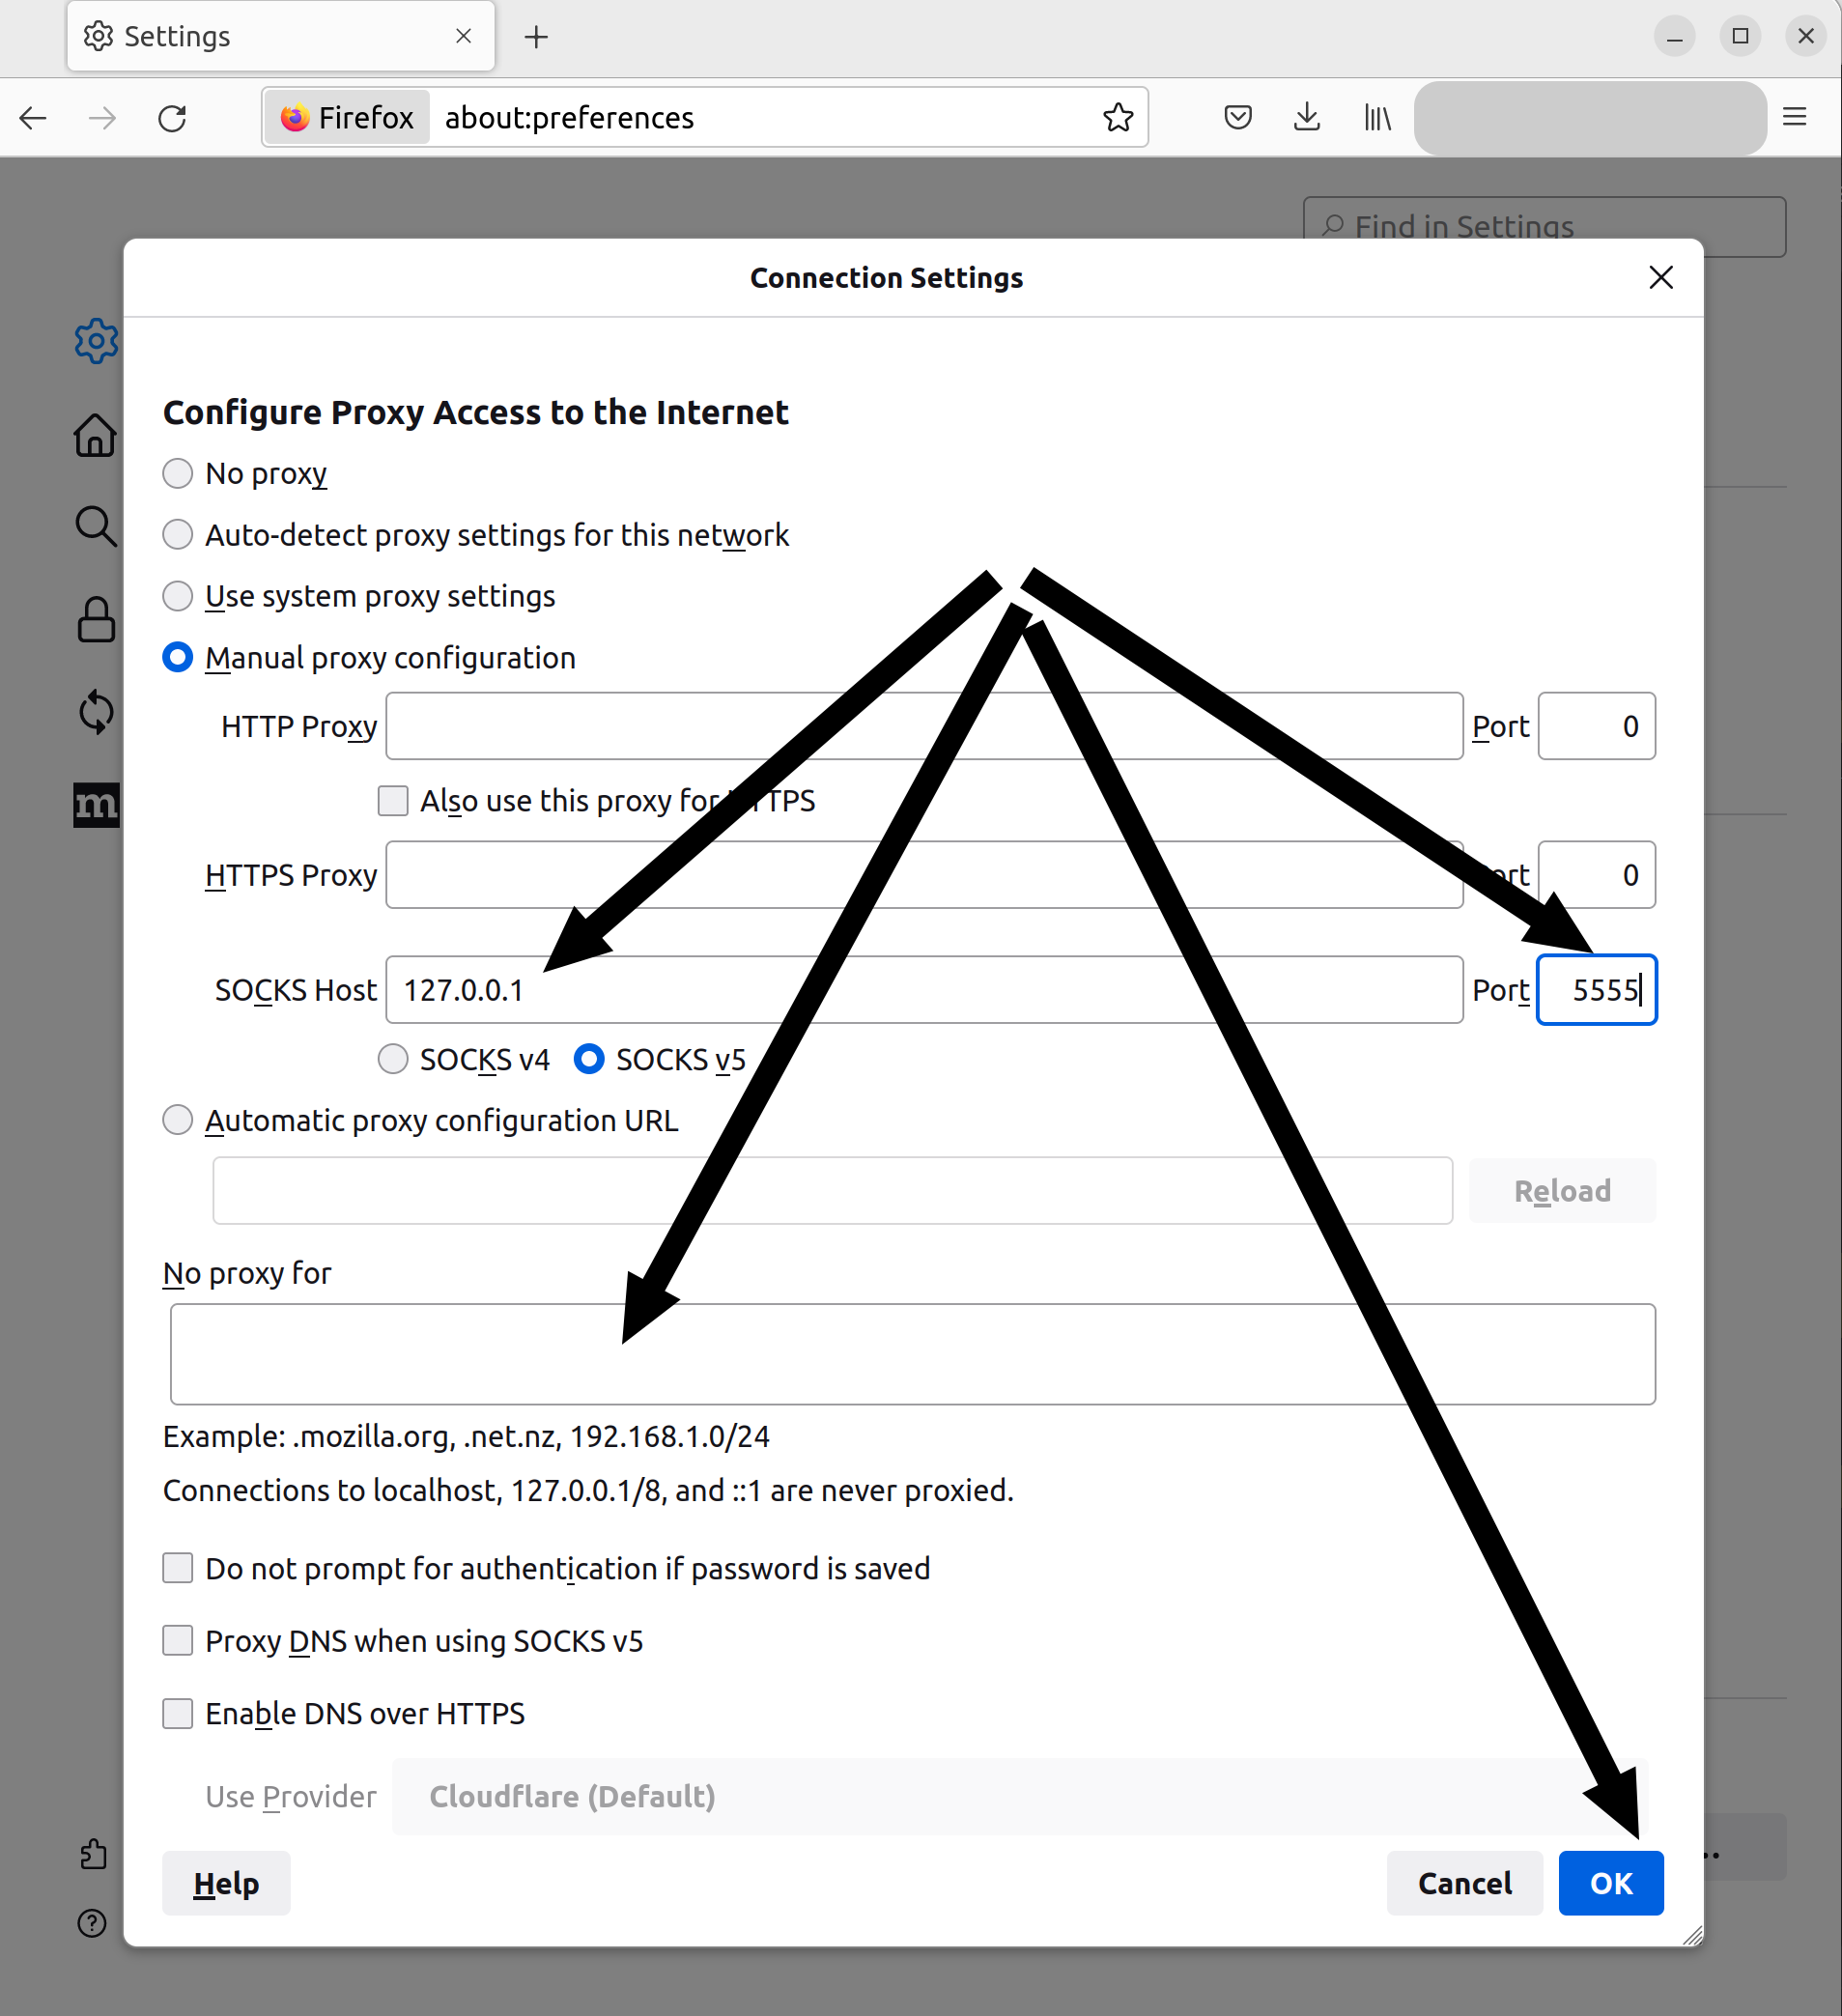 Settings
Firefox about:preferences
Find in Settings
Connection Settings
Configure Proxy Access to the Internet
No proxy
Auto-detect proxy settings for this network
Use system proxy settings
Manual proxy configuration
HTTP Proxy Port 0
Also use this proxy for HTTPS
HTTPS Proxy Port 0
SOCKS Host 127.0.0.1 Port 5555
SOCKS v4 SOCKS v5
Automatic proxy configuration URL
Reload
No proxy for
Example: .mozilla.org, .net.nz, 192.168.1.0/24
Connections to localhost, 127.0.0.1/8, and ::1 are never proxied.
Do not prompt for authentication if password is saved
Proxy DNS when using SOCKS v5
Enable DNS over HTTPS
Use Provider Cloudflare (Default)
Help Cancel OK